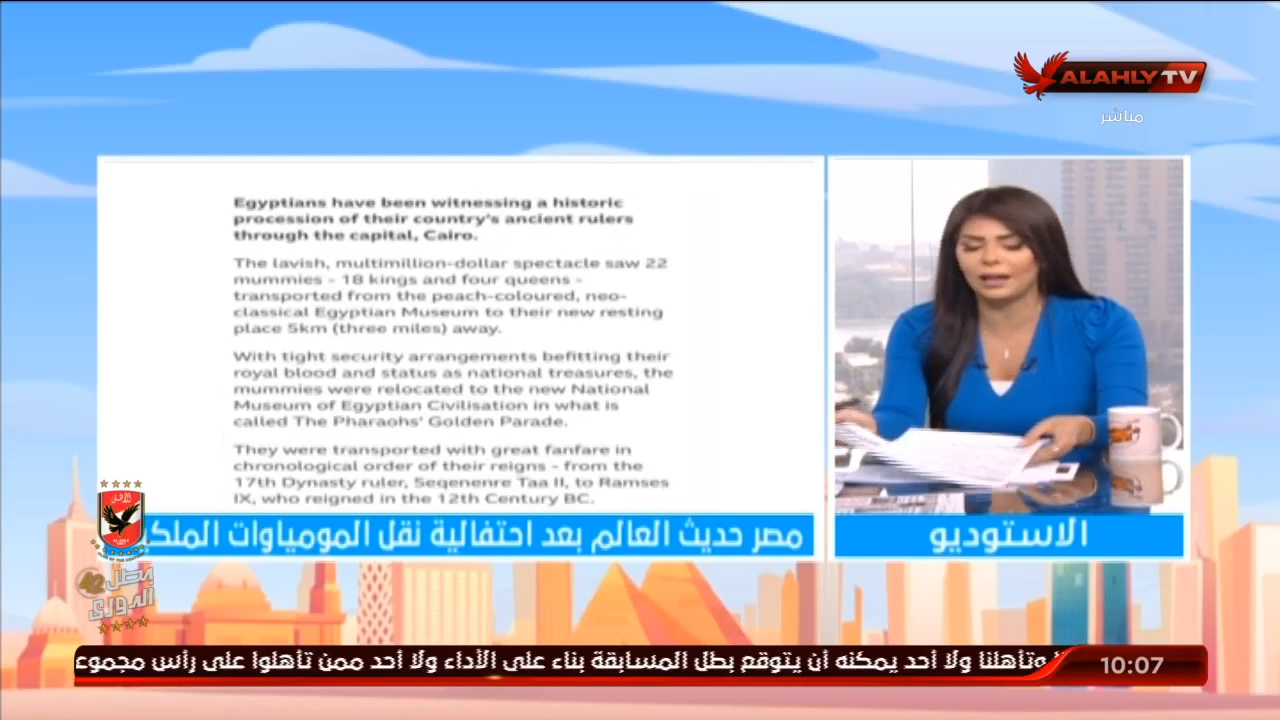 ALAHLY TV
مباشر
Egyptians have been witnessing a historic
procession of their country's ancient rulers
through the capital, Cairo.
The lavish, multimillion-dollar spectacle saw 22
mummies - 18 kings and four queens -
transported from the peach-coloured, neo-
classical Egyptian Museum to their new resting
place 5km (three miles) away.
With tight security arrangements befitting their
royal blood and status as national treasures, the
mummies were relocated to the new National
Museum of Egyptian Civilisation in what is
called The Pharaohs' Golden Parade.
They were transported with great fanfare in
chronological order of their reigns - from the
17th Dynasty ruler, Seqenenre Taa II, to Ramses
IX, who reigned in the 12th Century BC.
مصر حديث العالم بعد احتفالية نقل المومياوات الملكي
الاستوديو
بطل 42
الدوري
وتأهلنا ولا أحد يمكنه أن يتوقع بطل المسابقة بناء على الأداء ولا أحد ممن تأهلوا على رأس مجموع
10:07